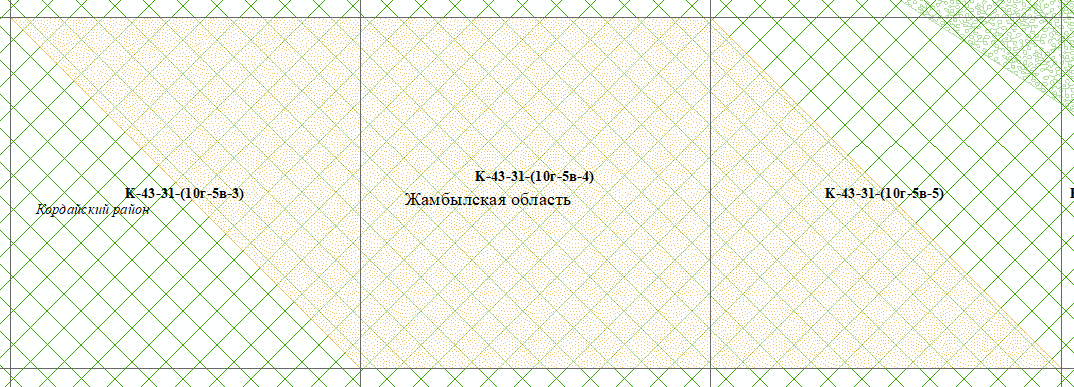 К-43-31-(10г-5в-4)
К-43-31-(10г-5в-3)
Жамбылская область
К-43-31-(10г-5в-5)
Кордайский район